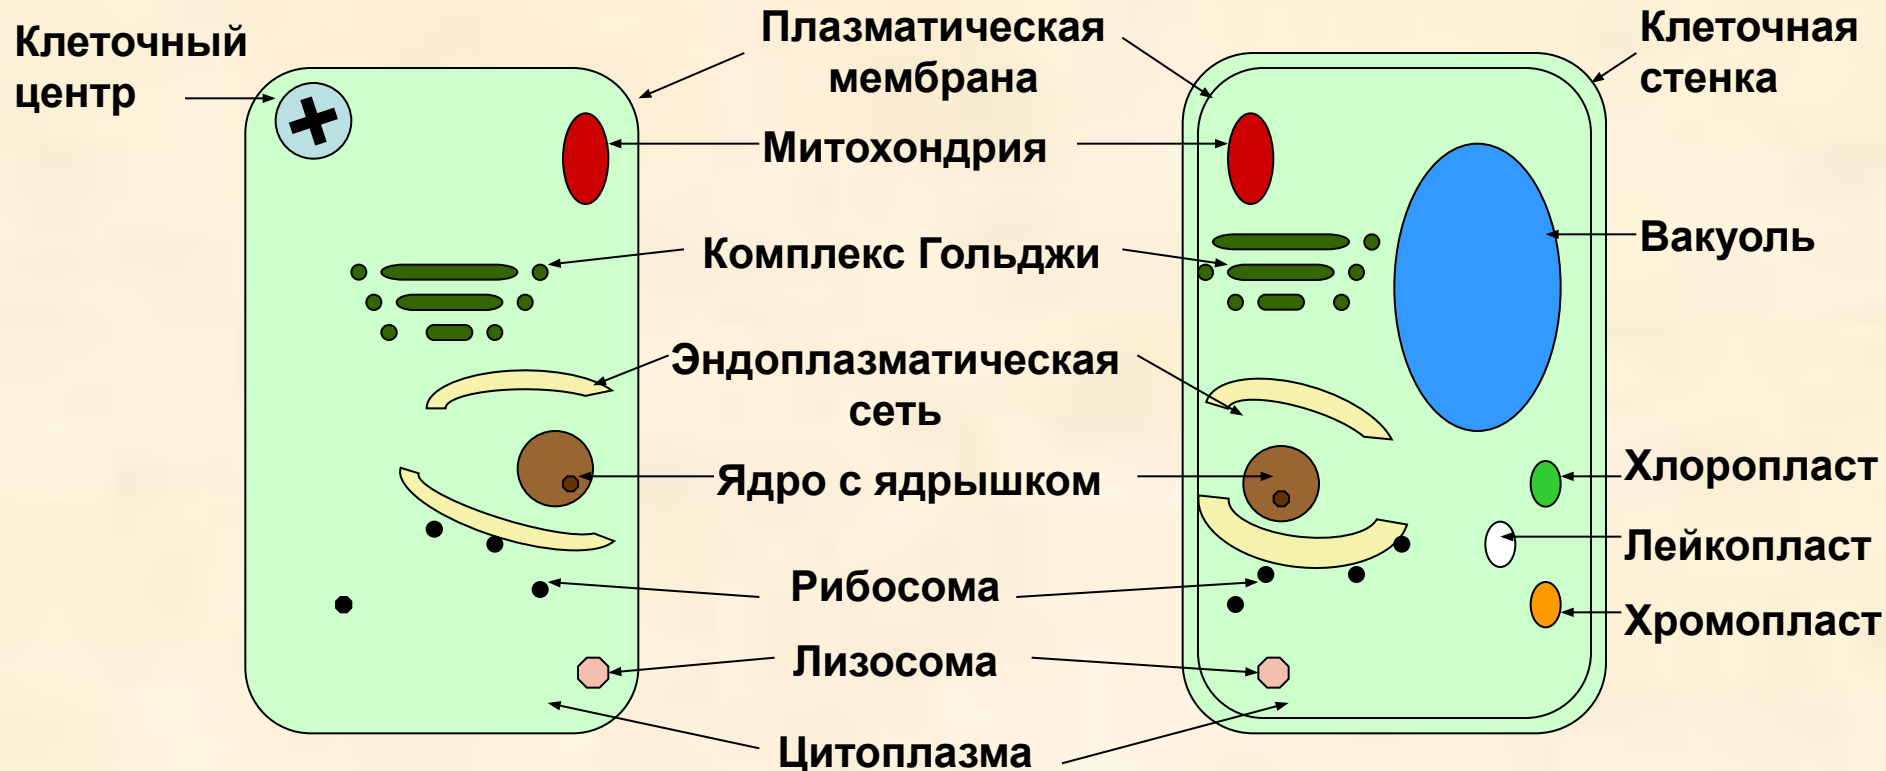 Клеточный
центр
Плазматическая
мембрана
Митохондрия
Комплекс Гольджи
Эндоплазматическая
сеть
Ядро с ядрышком
Рибосома
Лизосома
Цитоплазма
Клеточная
стенка
Вакуоль
Хлоропласт
Лейкопласт
Хромопласт